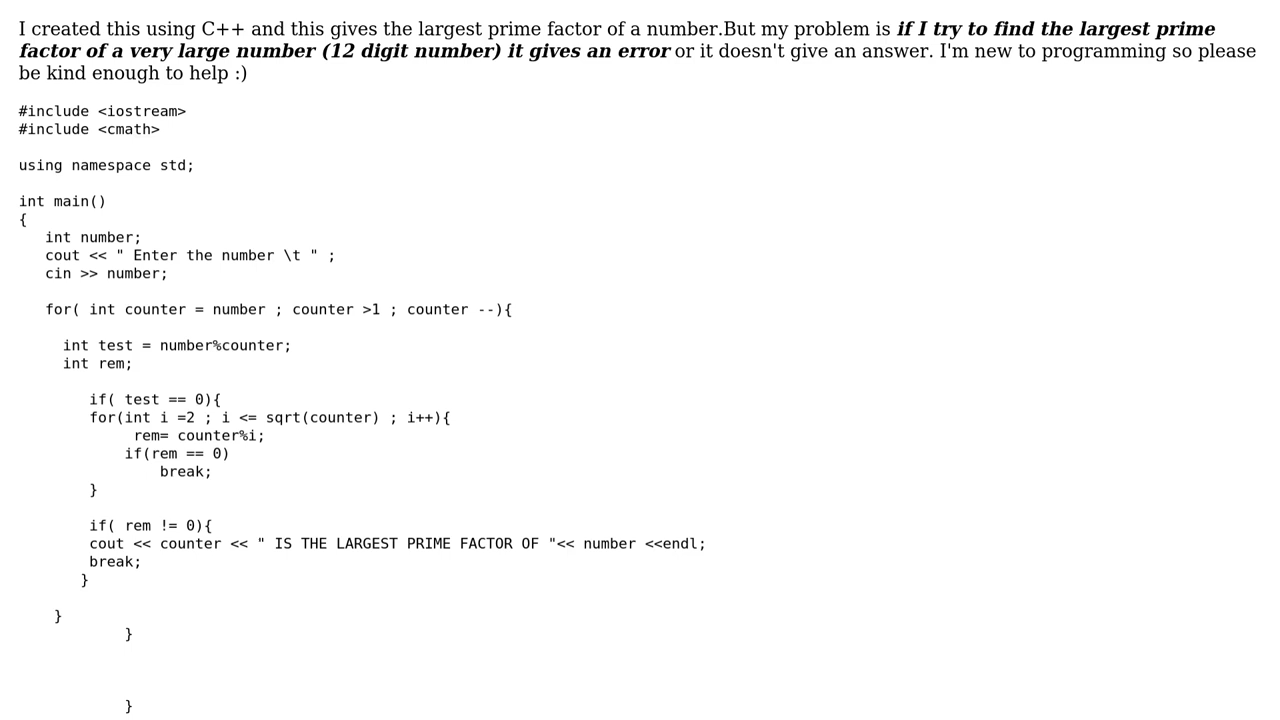 I created this using C++ and this gives the largest prime factor of a number.But my problem is if I try to find the largest prime
factor of a very large number (12 digit number) it gives an error or it doesn't give an answer. I'm new to programming so please
be kind enough to help :)
#include <iostream>
#include <cmath>
using namespace std;
int main()
{
int number;
cout << " Enter the number \t " ;
cin >> number;
for( int counter = number ; counter >1 ; counter --){
int test = number%counter;
int rem;
if( test == 0){
for(int i =2 ; i <= sqrt(counter) ; i++){
rem= counter%i;
if(rem == 0)
break;
}
if( rem != 0){
cout << counter << " IS THE LARGEST PRIME FACTOR OF "<< number <<endl;
break;
}
}
}
}